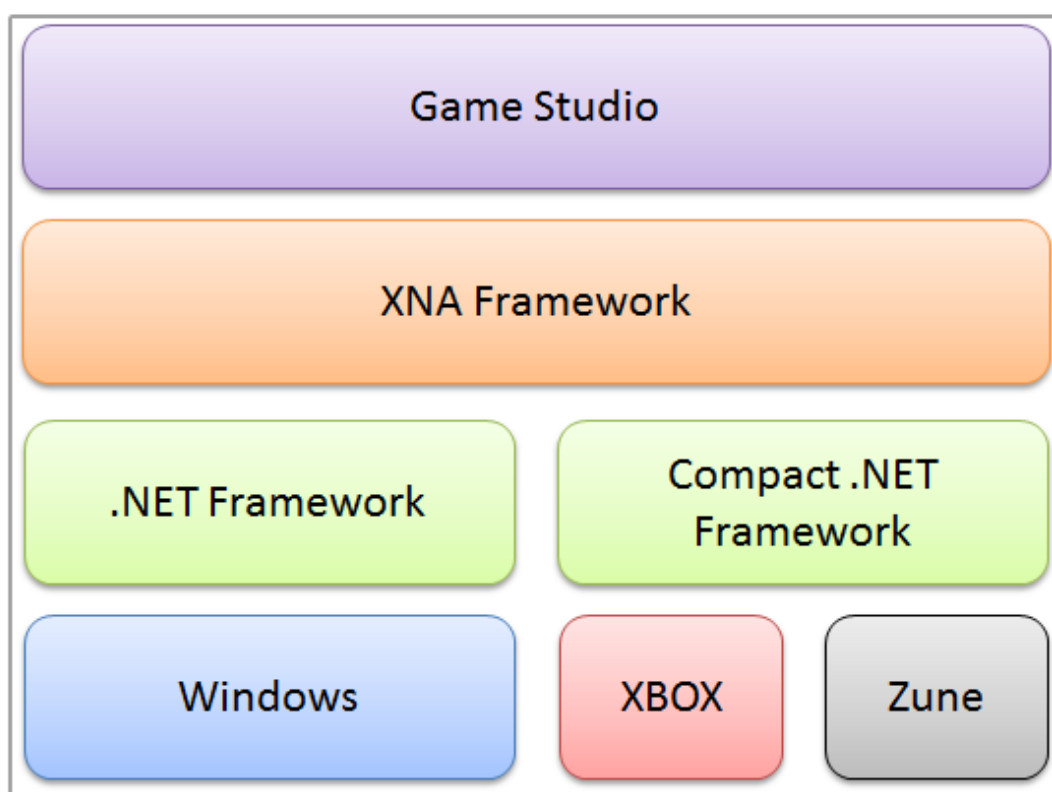 Game Studio
XNA Framework
.NET Framework
Compact .NET
Framework
Windows
XBOX
Zune